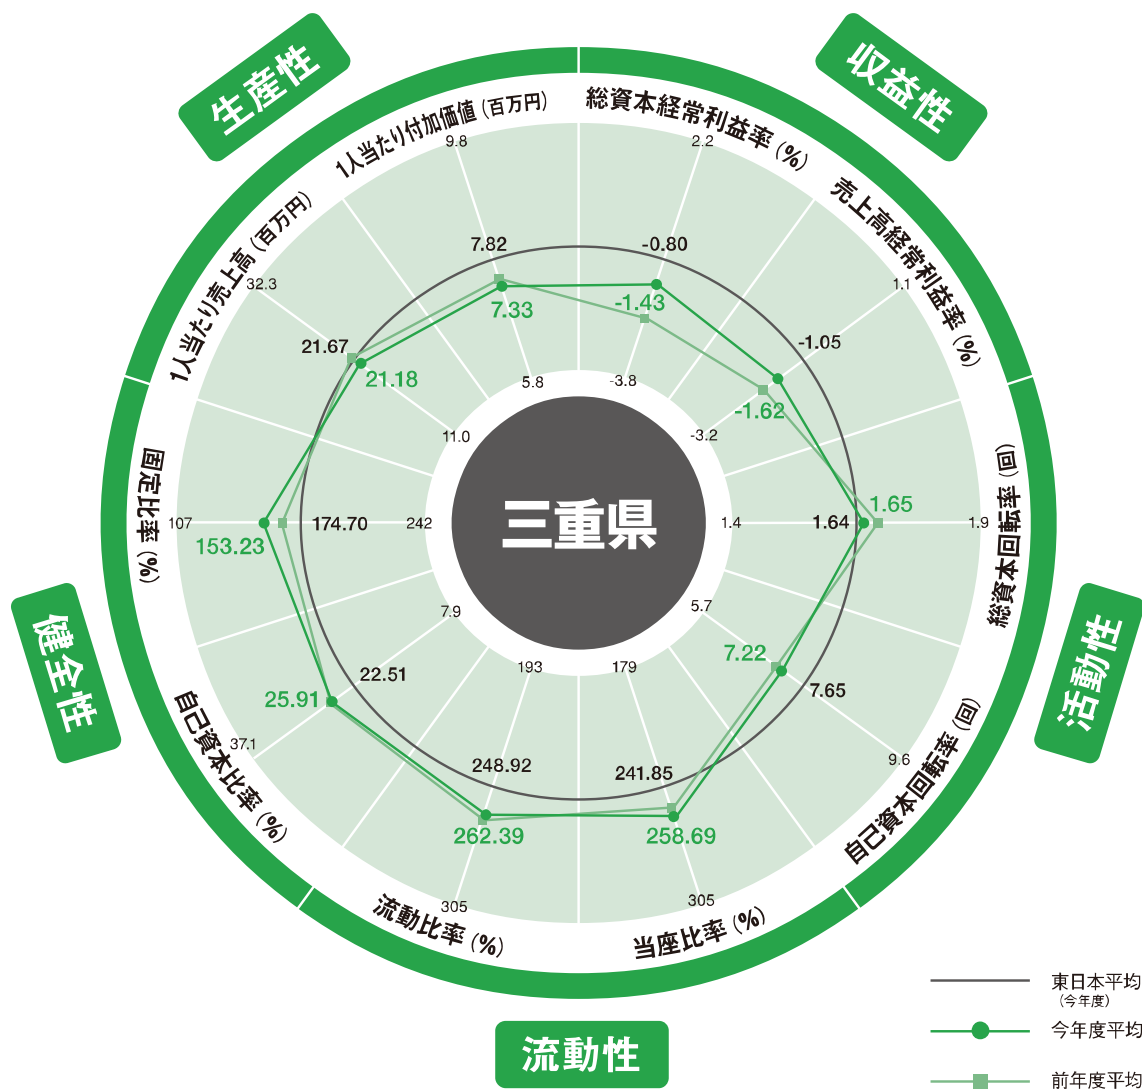 生産性
収益性
1人当たり付加価値 (百万円)
9.8
7.82
7.33
5.8
総資本経常利益率 (%)
2.2
-0.80
-1.43
-3.8
売上高経常利益率 (%)
1.1
-1.05
-1.62
-3.2
1人当たり売上高 (百万円)
32.3
21.67
21.18
11.0
固定比率 (%)
107
153.23
174.70
242
三重県
1.4
1.64
1.65
1.9
総資本回転率 (回)
健全性
活動性
7.9
22.51
25.91
37.1
自己資本比率 (%)
5.7
7.22
7.65
9.6
自己資本回転率 (回)
193
248.92
262.39
305
流動比率 (%)
179
241.85
258.69
305
当座比率 (%)
流動性
東日本平均
(今年度)
今年度平均
前年度平均